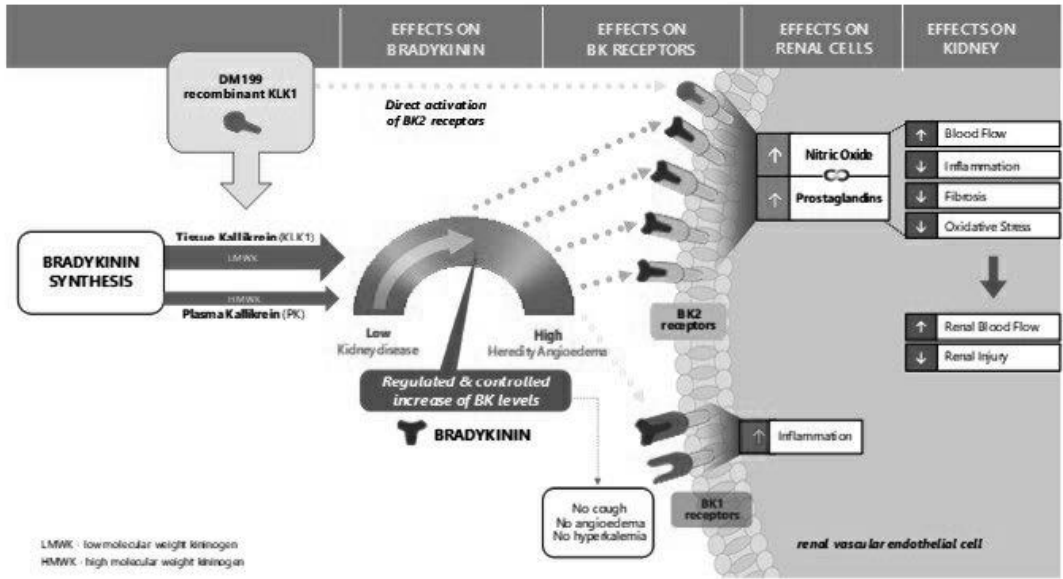 EFFECTS ON
BRADYKININ
EFFECTS ON
BK RECEPTORS
EFFECTS ON
RENAL CELLS
EFFECTS ON
KIDNEY
DM199
recombinant KLK1
Direct activation
of BK2 receptors
BRADYKININ
SYNTHESIS
Tissue Kallikrein (KLK1)
LMWK
HMWK
Plasma Kallikrein (PK)
Low
Kidney disease
High
Heredity Angioedema
Regulated & controlled
increase of BK levels
BRADYKININ
BK2
receptors
Nitric Oxide
Prostaglandins
↑ Blood Flow
↓ Inflammation
↓ Fibrosis
↓ Oxidative Stress
↑ Renal Blood Flow
↓ Renal Injury
↑ Inflammation
BK1
receptors
No cough
No angioedema
No hyperkalemia
renal vascular endothelial cell
LMWK - low molecular weight kininogen
HMWK - high molecular weight kininogen